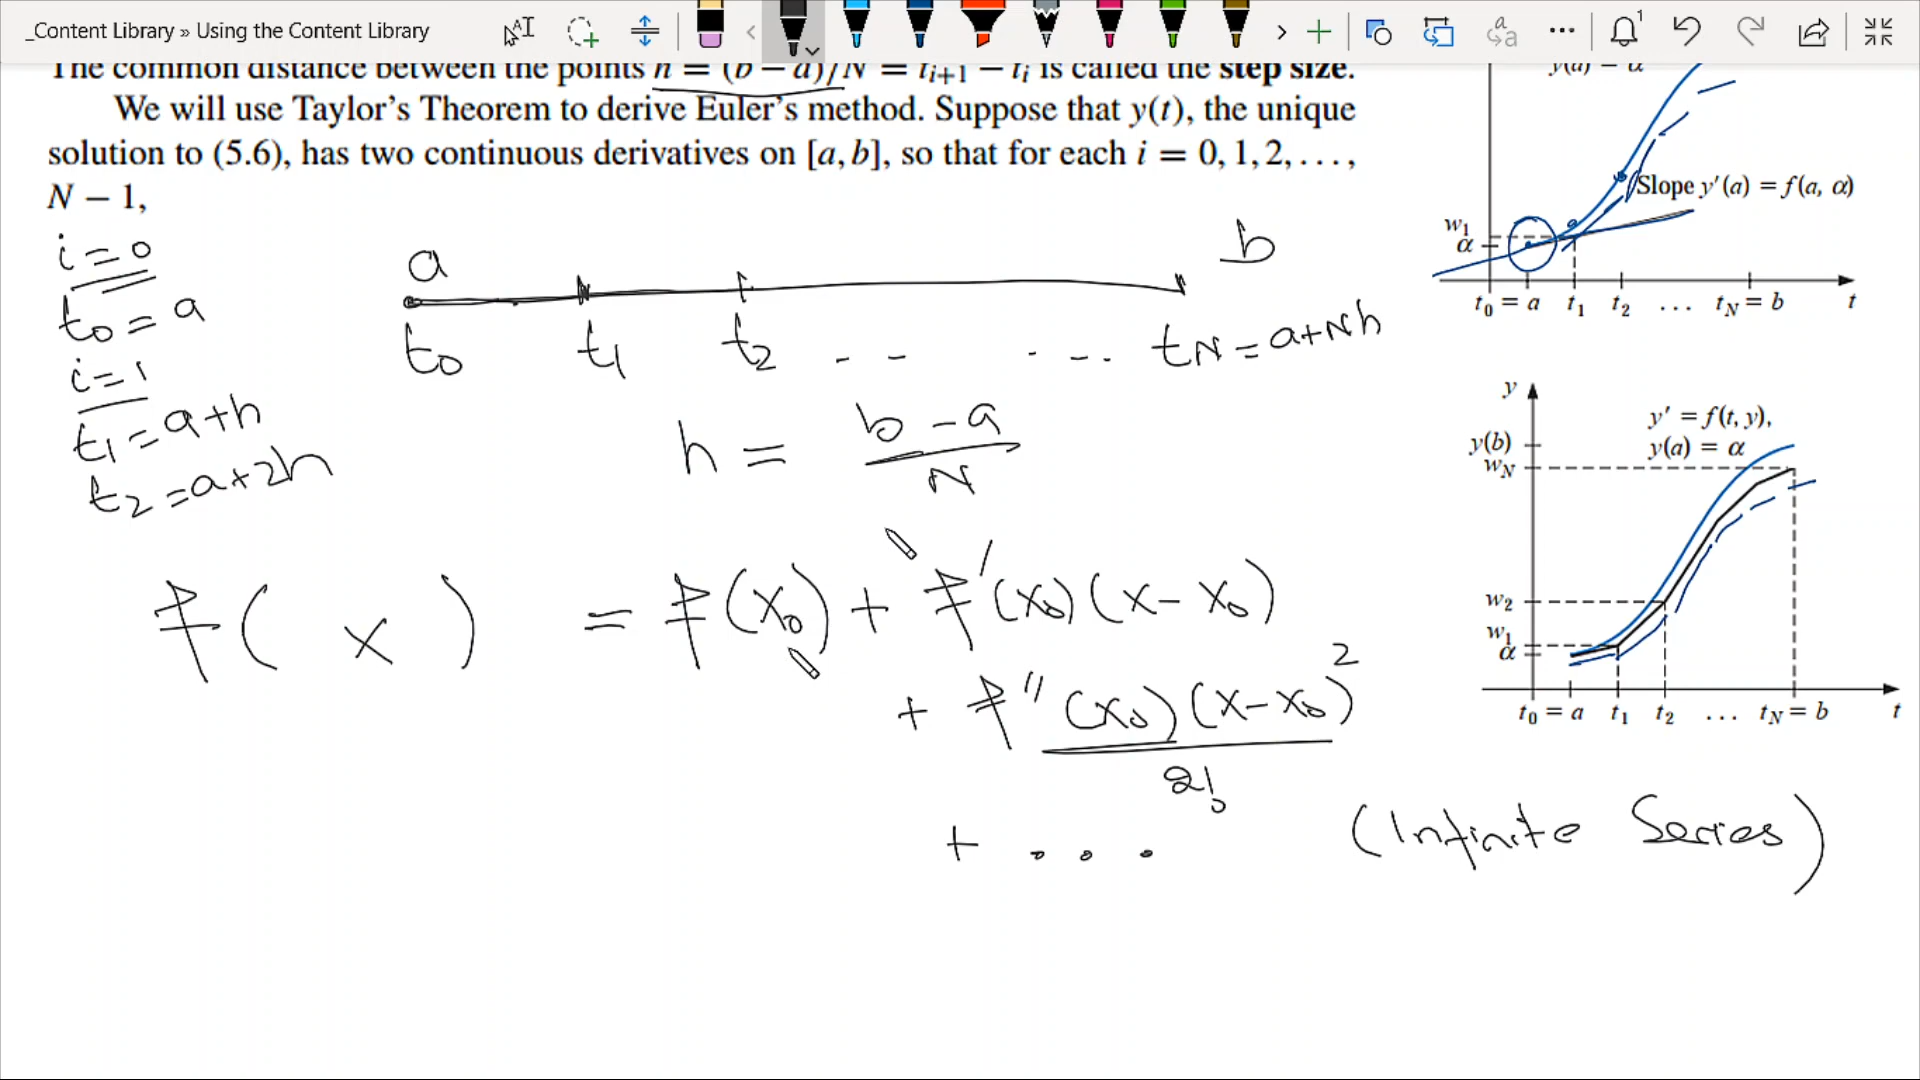 _Content Library » Using the Content Library
The common distance between the points h = (b − a)/N = t_{i+1} − t_i is called the step size.
We will use Taylor's Theorem to derive Euler's method. Suppose that y(t), the unique
solution to (5.6), has two continuous derivatives on [a, b], so that for each i = 0, 1, 2, . . . ,
N − 1,
i=0
t0 = a
i=1
t1 = a+h
t2 = a+2h
a
b
t0 t1 t2 - - - -.. tN = a+Nh
h = (b-a)/N
f(x) = f(x0) + f'(x0)(x-x0)
+ f''(x0)(x-x0)^2
2!
+ . . . (Infinite Series)
y(a) = α
Slope y′(a) = f(a, α)
w1
α
t0 = a t1 t2 ... tN = b t
y
y′ = f(t, y),
y(b)
y(a) = α
wN
w2
w1
α
t0 = a t1 t2 ... tN = b t